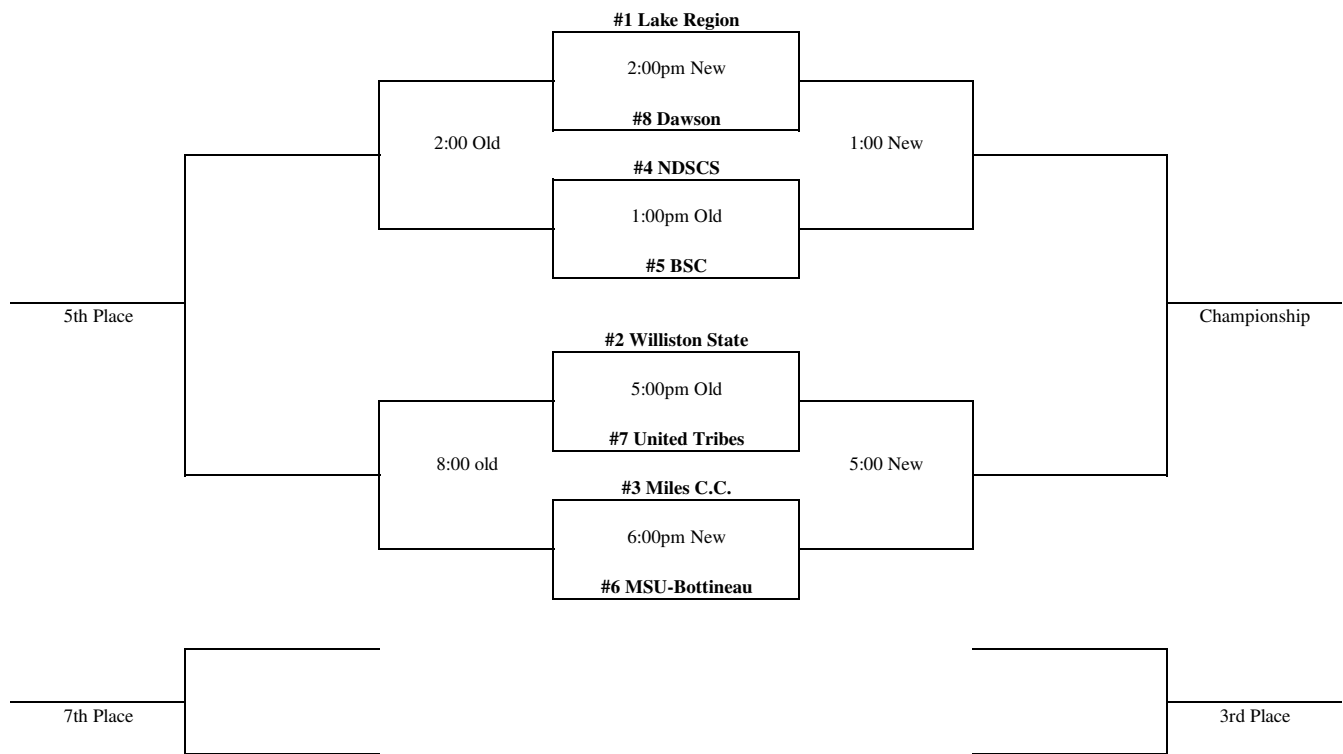 #1 Lake Region
2:00pm New
#8 Dawson
2:00 Old
1:00 New
#4 NDSCS
1:00pm Old
#5 BSC
5th Place
Championship
#2 Williston State
5:00pm Old
#7 United Tribes
8:00 old
5:00 New
#3 Miles C.C.
6:00pm New
#6 MSU-Bottineau
7th Place
3rd Place